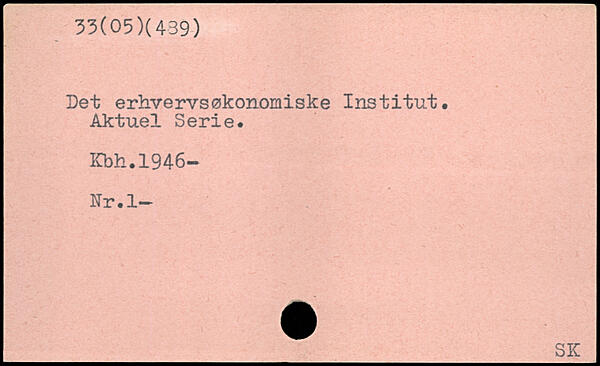 33(05)(489)
Det erhvervsøkonomiske Institut.
Aktuel Serie.
Kbh.1946-
Nr.1-
SK